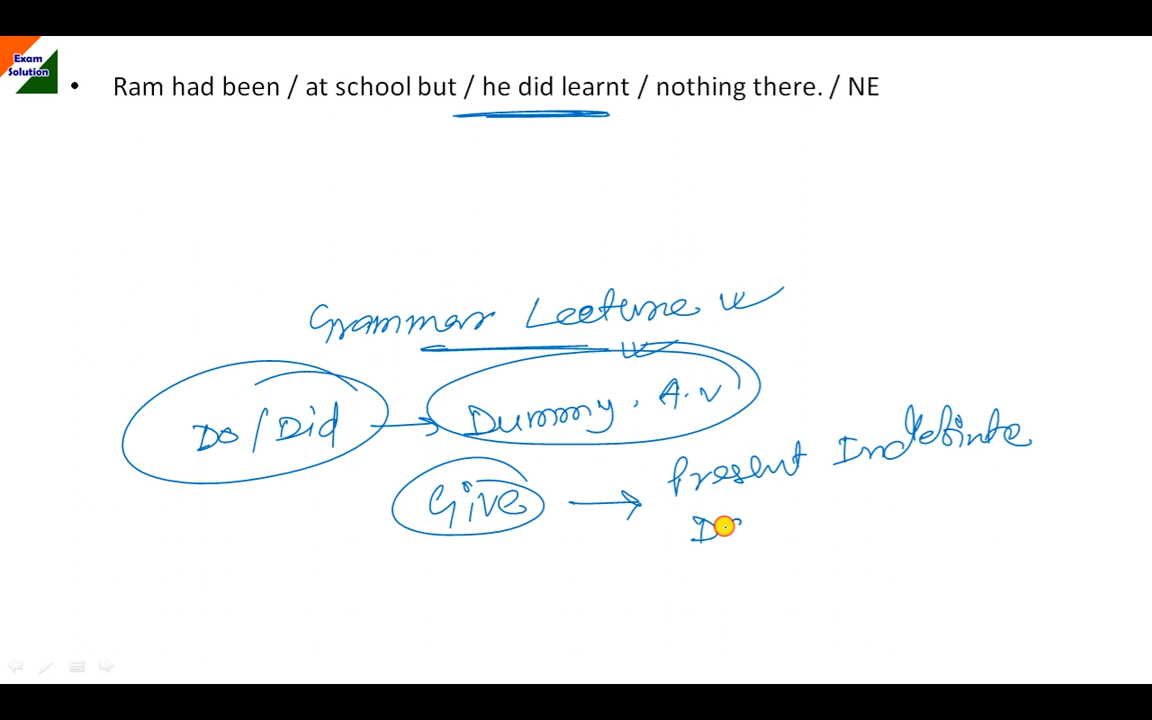 Exam
Solution
• Ram had been / at school but / he did learnt / nothing there. / NE
Grammar Lecture
Do / Did → Dummy . A.v
Give → Present Indefinite
Do